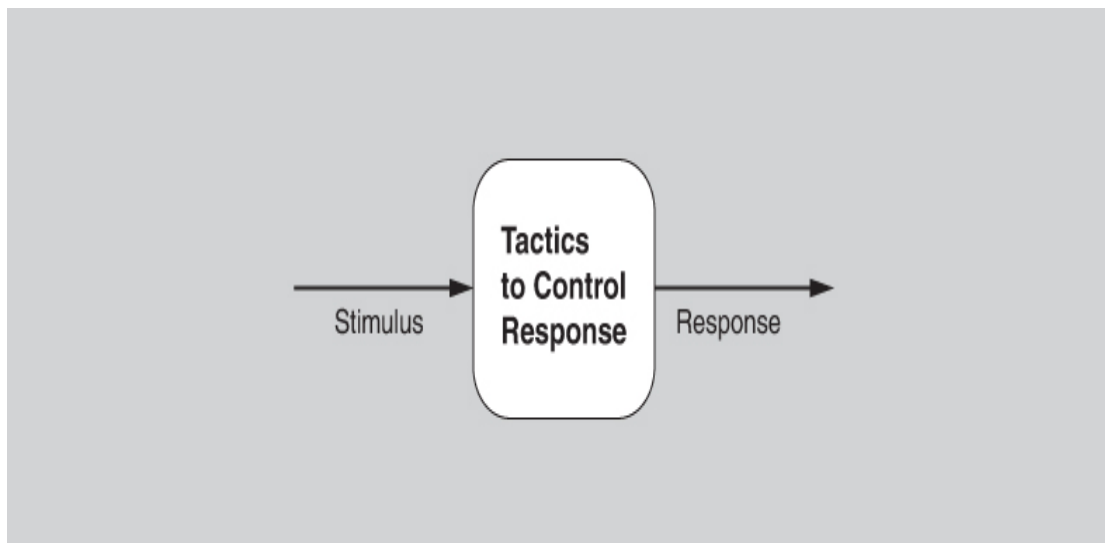 Stimulus
Tactics
to Control
Response
Response